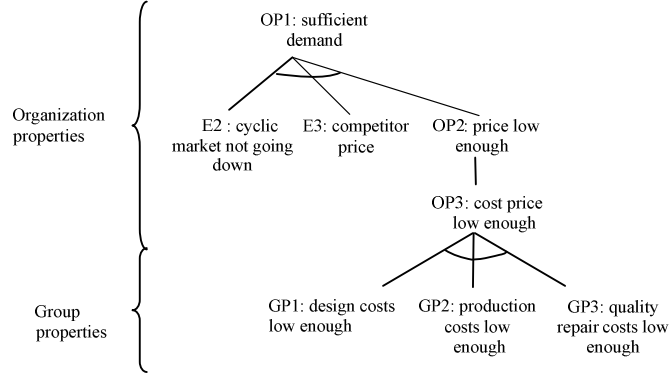 OP1: sufficient
demand
Organization
properties
E2 : cyclic
market not going
down
E3: competitor
price
OP2: price low
enough
OP3: cost price
low enough
Group
properties
GP1: design costs
low enough
GP2: production
costs low
enough
GP3: quality
repair costs low
enough